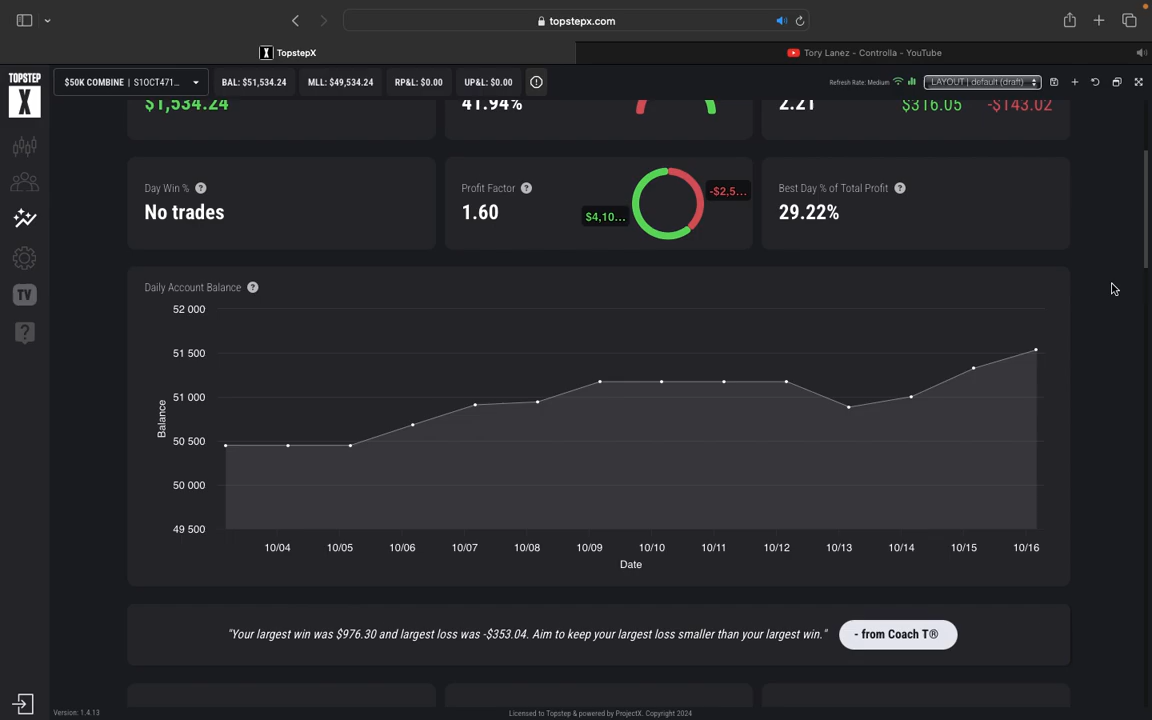 topstepx.com
TopstepX
Tory Lanez - Controlla - YouTube
TOPSTEP
X
$50K COMBINE | S1OCT471...
BAL: $51,534.24
MLL: $49,534.24
RP&L: $0.00
UP&L: $0.00
Refresh Rate: Medium
LAYOUT | default (draft)
$1,534.24
41.94%
2.21
$316.05
-$143.02
Day Win % ?
No trades
Profit Factor ?
1.60
$4,10...
-$2,5...
Best Day % of Total Profit ?
29.22%
TV
?
Daily Account Balance ?
52 000
51 500
51 000
50 500
50 000
49 500
Balance
10/04 10/05 10/06 10/07 10/08 10/09 10/10 10/11 10/12 10/13 10/14 10/15 10/16
Date
"Your largest win was $976.30 and largest loss was -$353.04. Aim to keep your largest loss smaller than your largest win."
- from Coach T®
Version: 1.4.13
Licensed to Topstep & powered by ProjectX. Copyright 2024